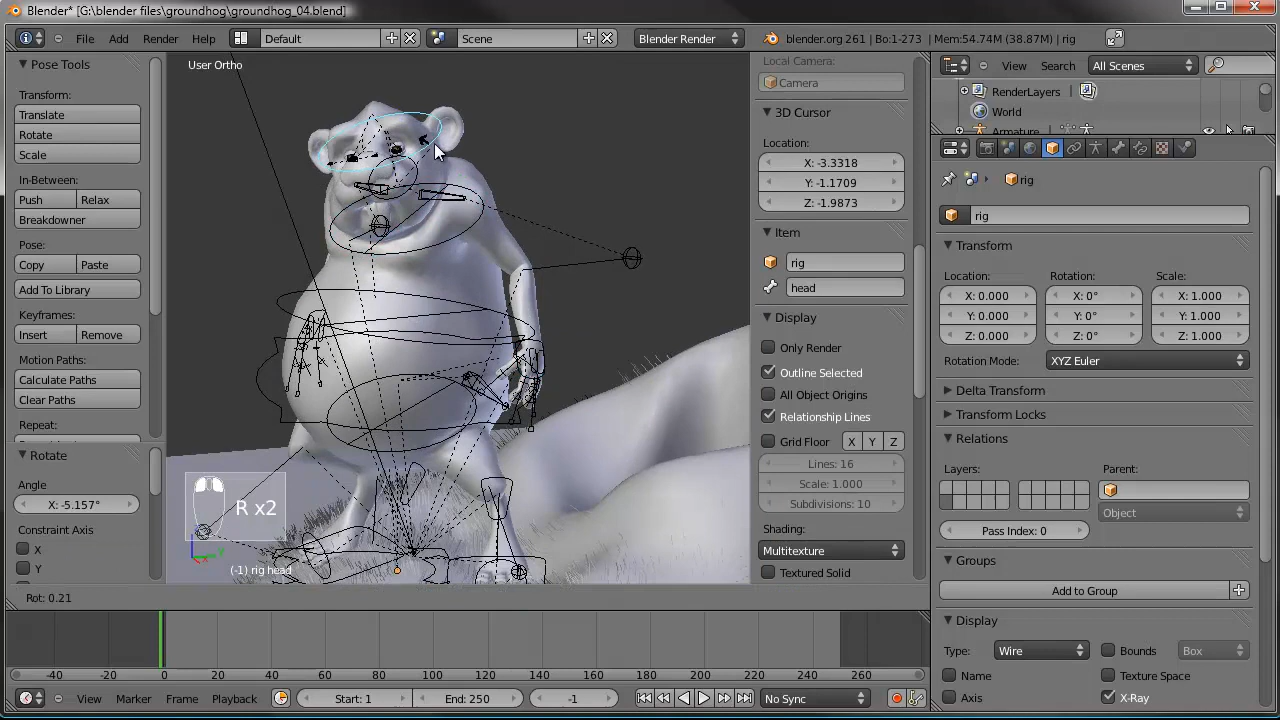 Blender* [G:\blender files\groundhog\groundhog_04.blend]
File Add Render Help Default Scene Blender Render blender.org 261 | Bo:1-273 | Mem:54.74M (38.87M) | rig
Pose Tools
Transform:
Translate
Rotate
Scale
In-Between:
Push Relax
Breakdowner
Pose:
Copy Paste
Add To Library
Keyframes:
Insert Remove
Motion Paths:
Calculate Paths
Clear Paths
Repeat:
Rotate
Angle
X: -5.157°
Constraint Axis
X
Y
User Ortho
R x2
(-1) rig head
Rot: 0.21
Local Camera:
Camera
3D Cursor
Location:
X: -3.3318
Y: -1.1709
Z: -1.9873
Item
rig
head
Display
Only Render
Outline Selected
All Object Origins
Relationship Lines
Grid Floor X Y Z
Lines: 16
Scale: 1.000
Subdivisions: 10
Shading:
Multitexture
Textured Solid
View Search All Scenes
RenderLayers
World
Armature
rig
rig
Transform
Location: Rotation: Scale:
X: 0.000 X: 0° X: 1.000
Y: 0.000 Y: 0° Y: 1.000
Z: 0.000 Z: 0° Z: 1.000
Rotation Mode: XYZ Euler
Delta Transform
Transform Locks
Relations
Layers: Parent:
Object
Pass Index: 0
Groups
Add to Group
Display
Type: Wire Bounds Box
Name Texture Space
Axis X-Ray
-40 -20 0 20 40 60 80 100 120 140 160 180 200 220 240 260
View Marker Frame Playback Start: 1 End: 250 -1 No Sync